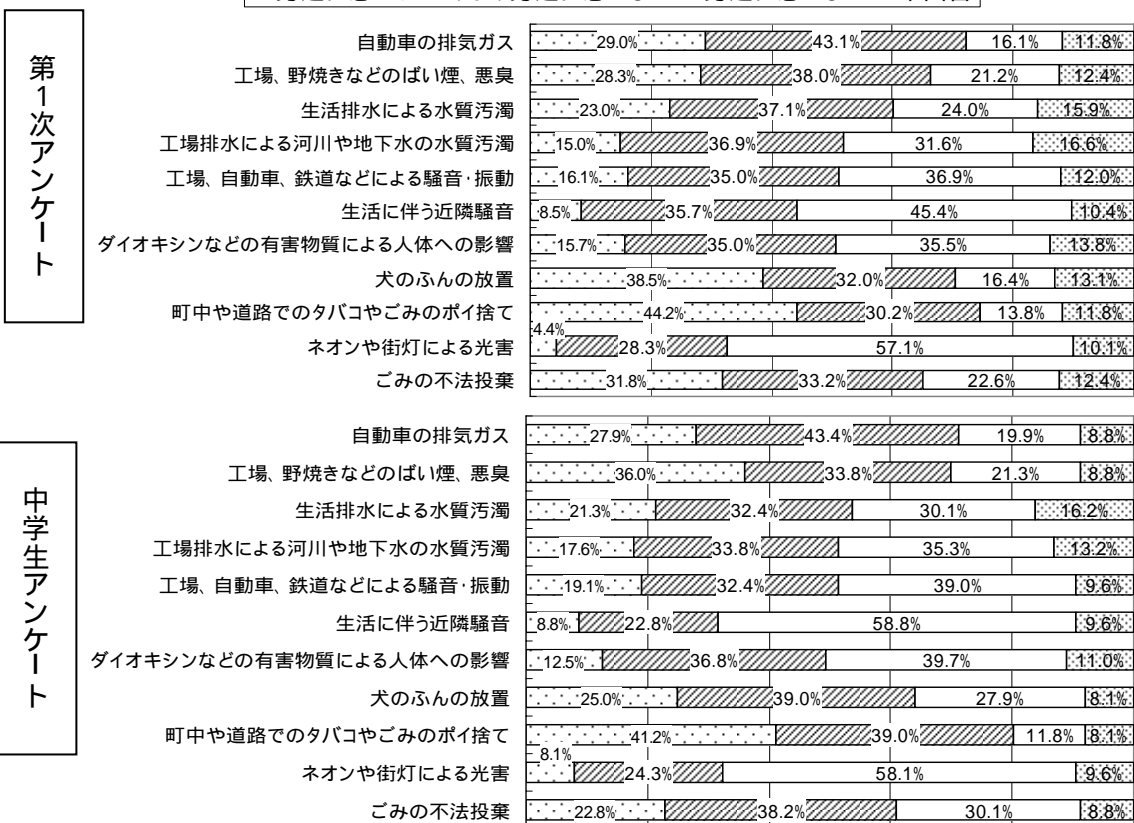 第1次アンケート
自動車の排気ガス 29.0% 43.1% 16.1% 11.8%
工場、野焼きなどのばい煙、悪臭 28.3% 38.0% 21.2% 12.4%
生活排水による水質汚濁 23.0% 37.1% 24.0% 15.9%
工場排水による河川や地下水の水質汚濁 15.0% 36.9% 31.6% 16.6%
工場、自動車、鉄道などによる騒音・振動 16.1% 35.0% 36.9% 12.0%
生活に伴う近隣騒音 8.5% 35.7% 45.4% 10.4%
ダイオキシンなどの有害物質による人体への影響 15.7% 35.0% 35.5% 13.8%
犬のふんの放置 38.5% 32.0% 16.4% 13.1%
町中や道路でのタバコやごみのポイ捨て 44.2% 30.2% 13.8% 11.8%
ネオンや街灯による光害 4.4% 28.3% 57.1% 10.1%
ごみの不法投棄 31.8% 33.2% 22.6% 12.4%
中学生アンケート
自動車の排気ガス 27.9% 43.4% 19.9% 8.8%
工場、野焼きなどのばい煙、悪臭 36.0% 33.8% 21.3% 8.8%
生活排水による水質汚濁 21.3% 32.4% 30.1% 16.2%
工場排水による河川や地下水の水質汚濁 17.6% 33.8% 35.3% 13.2%
工場、自動車、鉄道などによる騒音・振動 19.1% 32.4% 39.0% 9.6%
生活に伴う近隣騒音 8.8% 22.8% 58.8% 9.6%
ダイオキシンなどの有害物質による人体への影響 12.5% 36.8% 39.7% 11.0%
犬のふんの放置 25.0% 39.0% 27.9% 8.1%
町中や道路でのタバコやごみのポイ捨て 41.2% 39.0% 11.8% 8.1%
ネオンや街灯による光害 8.1% 24.3% 58.1% 9.6%
ごみの不法投棄 22.8% 38.2% 30.1% 8.8%